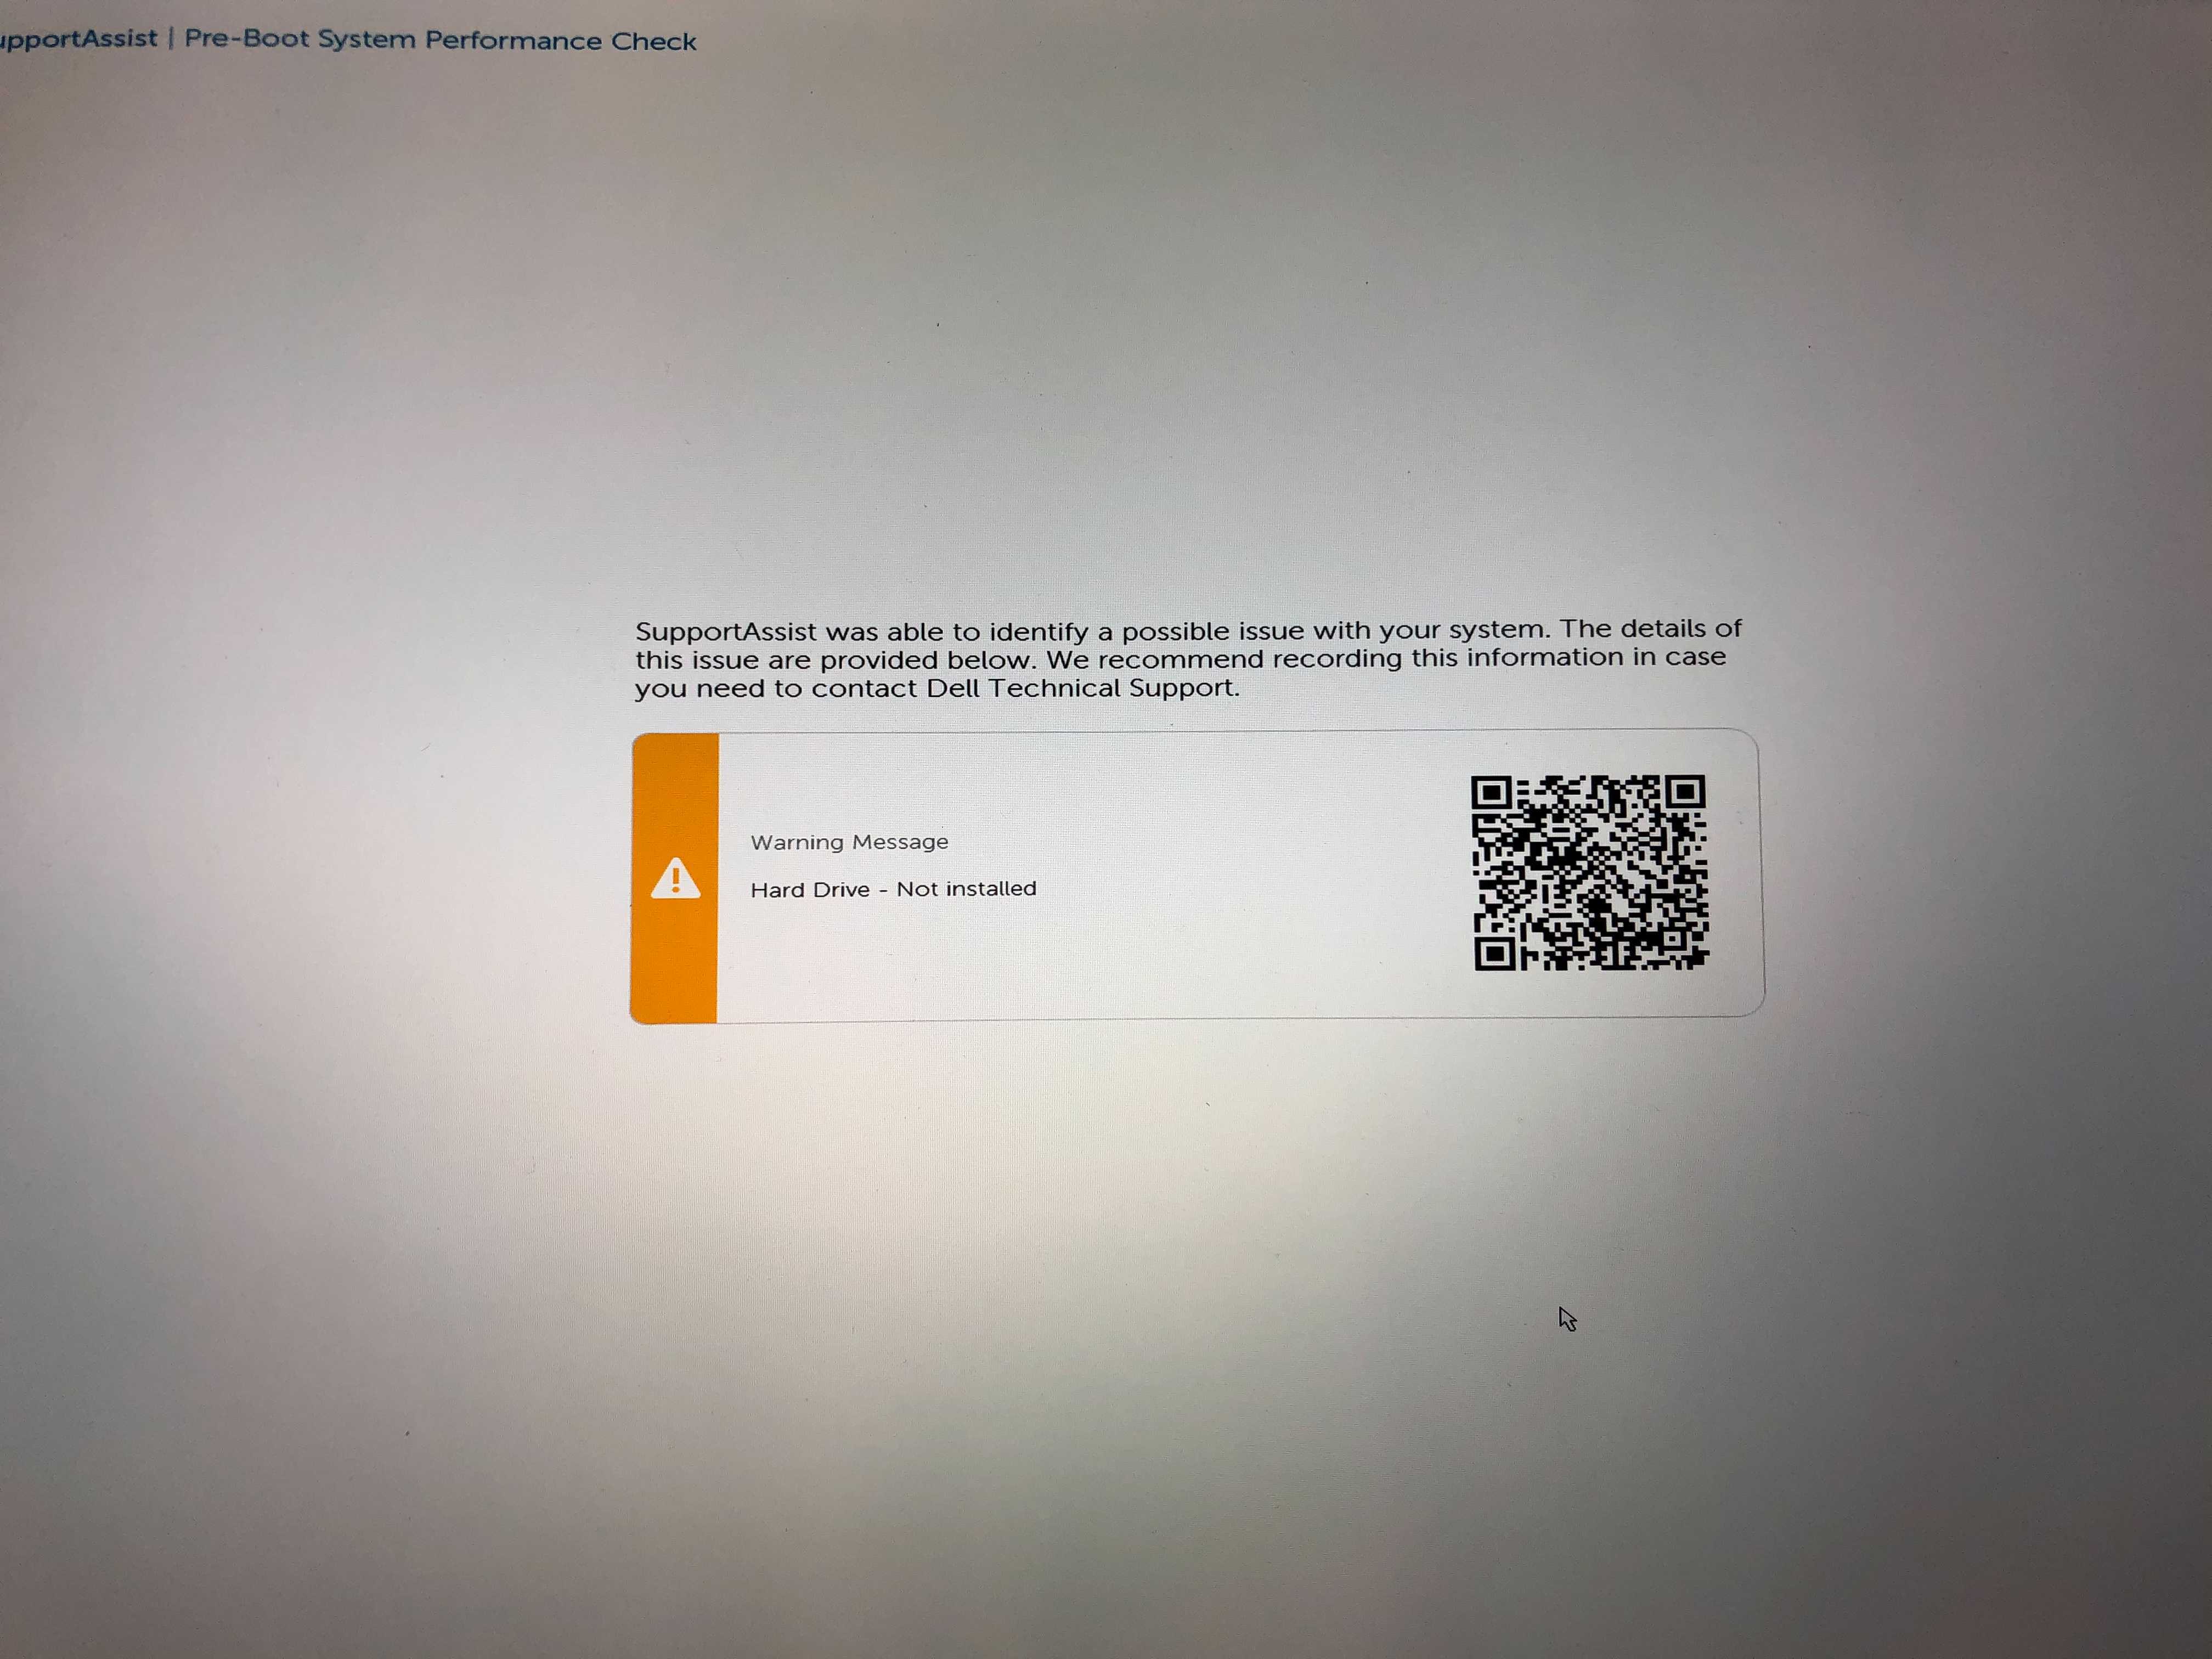 upportAssist | Pre-Boot System Performance Check
SupportAssist was able to identify a possible issue with your system. The details of
this issue are provided below. We recommend recording this information in case
you need to contact Dell Technical Support.
Warning Message
Hard Drive - Not installed